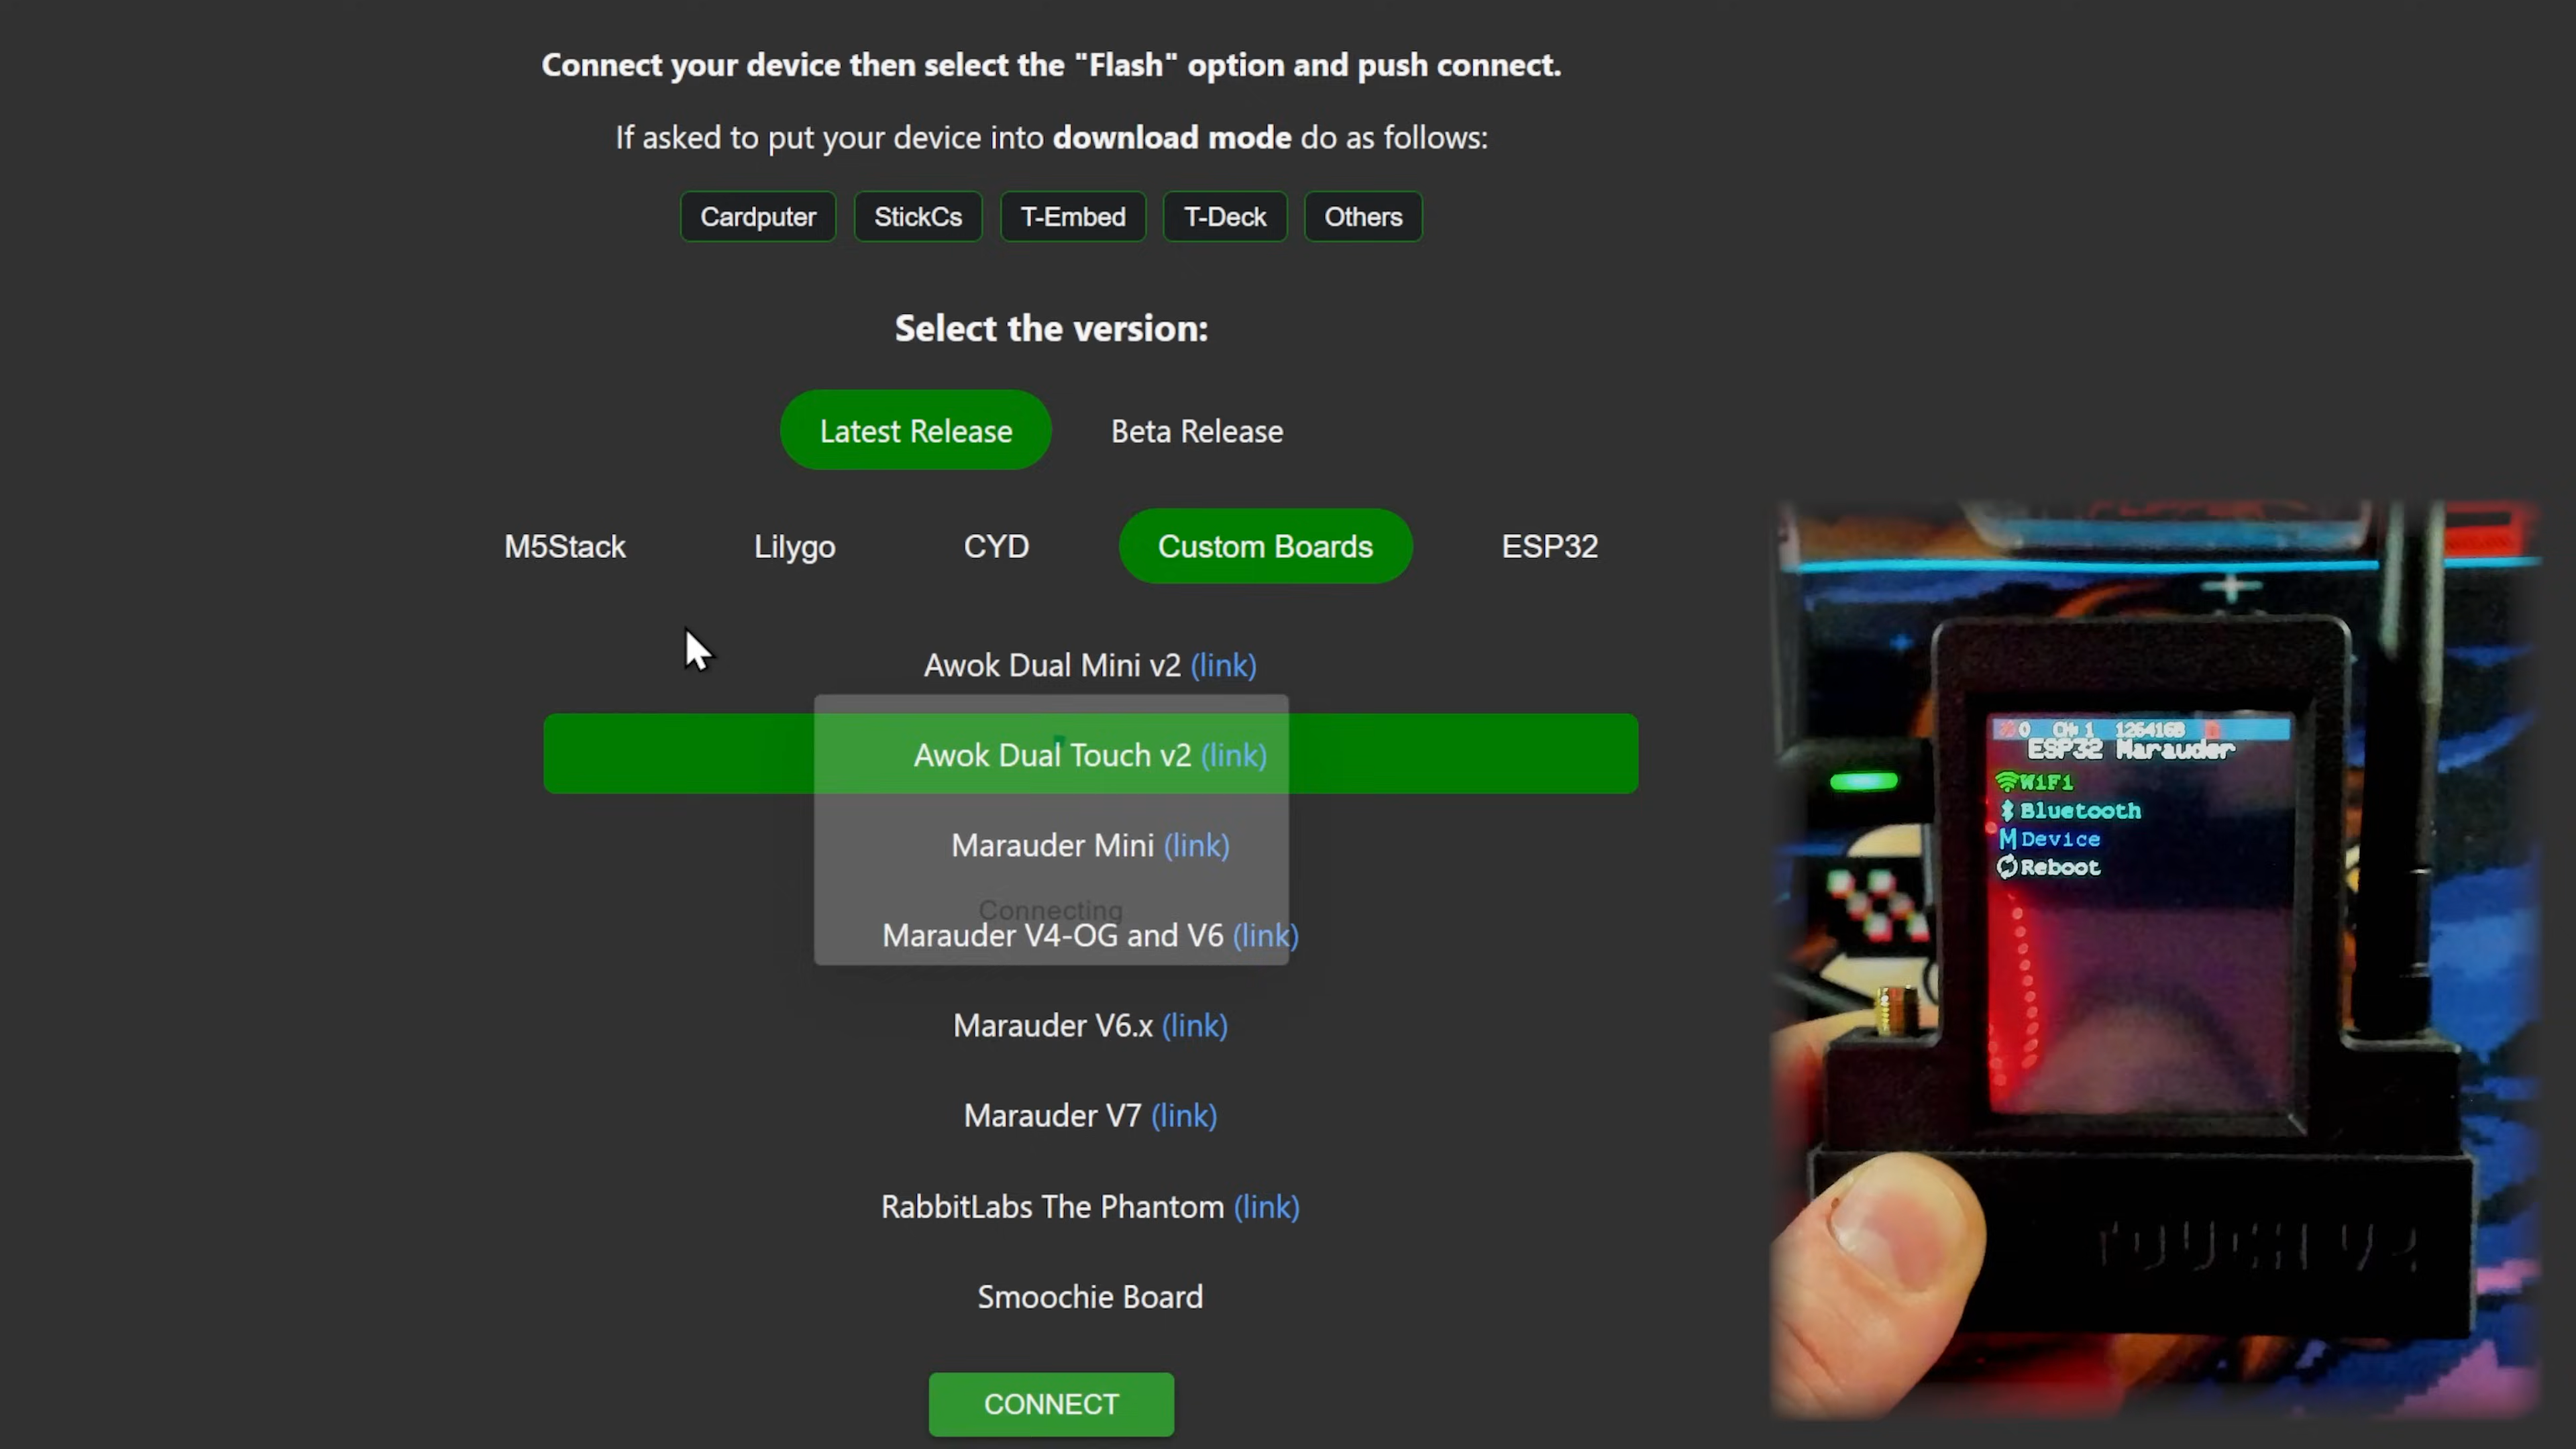 Connect your device then select the "Flash" option and push connect.
If asked to put your device into download mode do as follows:
Cardputer StickCs T-Embed T-Deck Others
Select the version:
Latest Release Beta Release
M5Stack Lilygo CYD Custom Boards ESP32
Awok Dual Mini v2 (link)
Awok Dual Touch v2 (link)
Marauder Mini (link)
Connecting
Marauder V4-OG and V6 (link)
Marauder V6.x (link)
Marauder V7 (link)
RabbitLabs The Phantom (link)
Smoochie Board
CONNECT
0 CH: 1
ESP32 Marauder
WiFi
Bluetooth
Device
Reboot
TOUCH